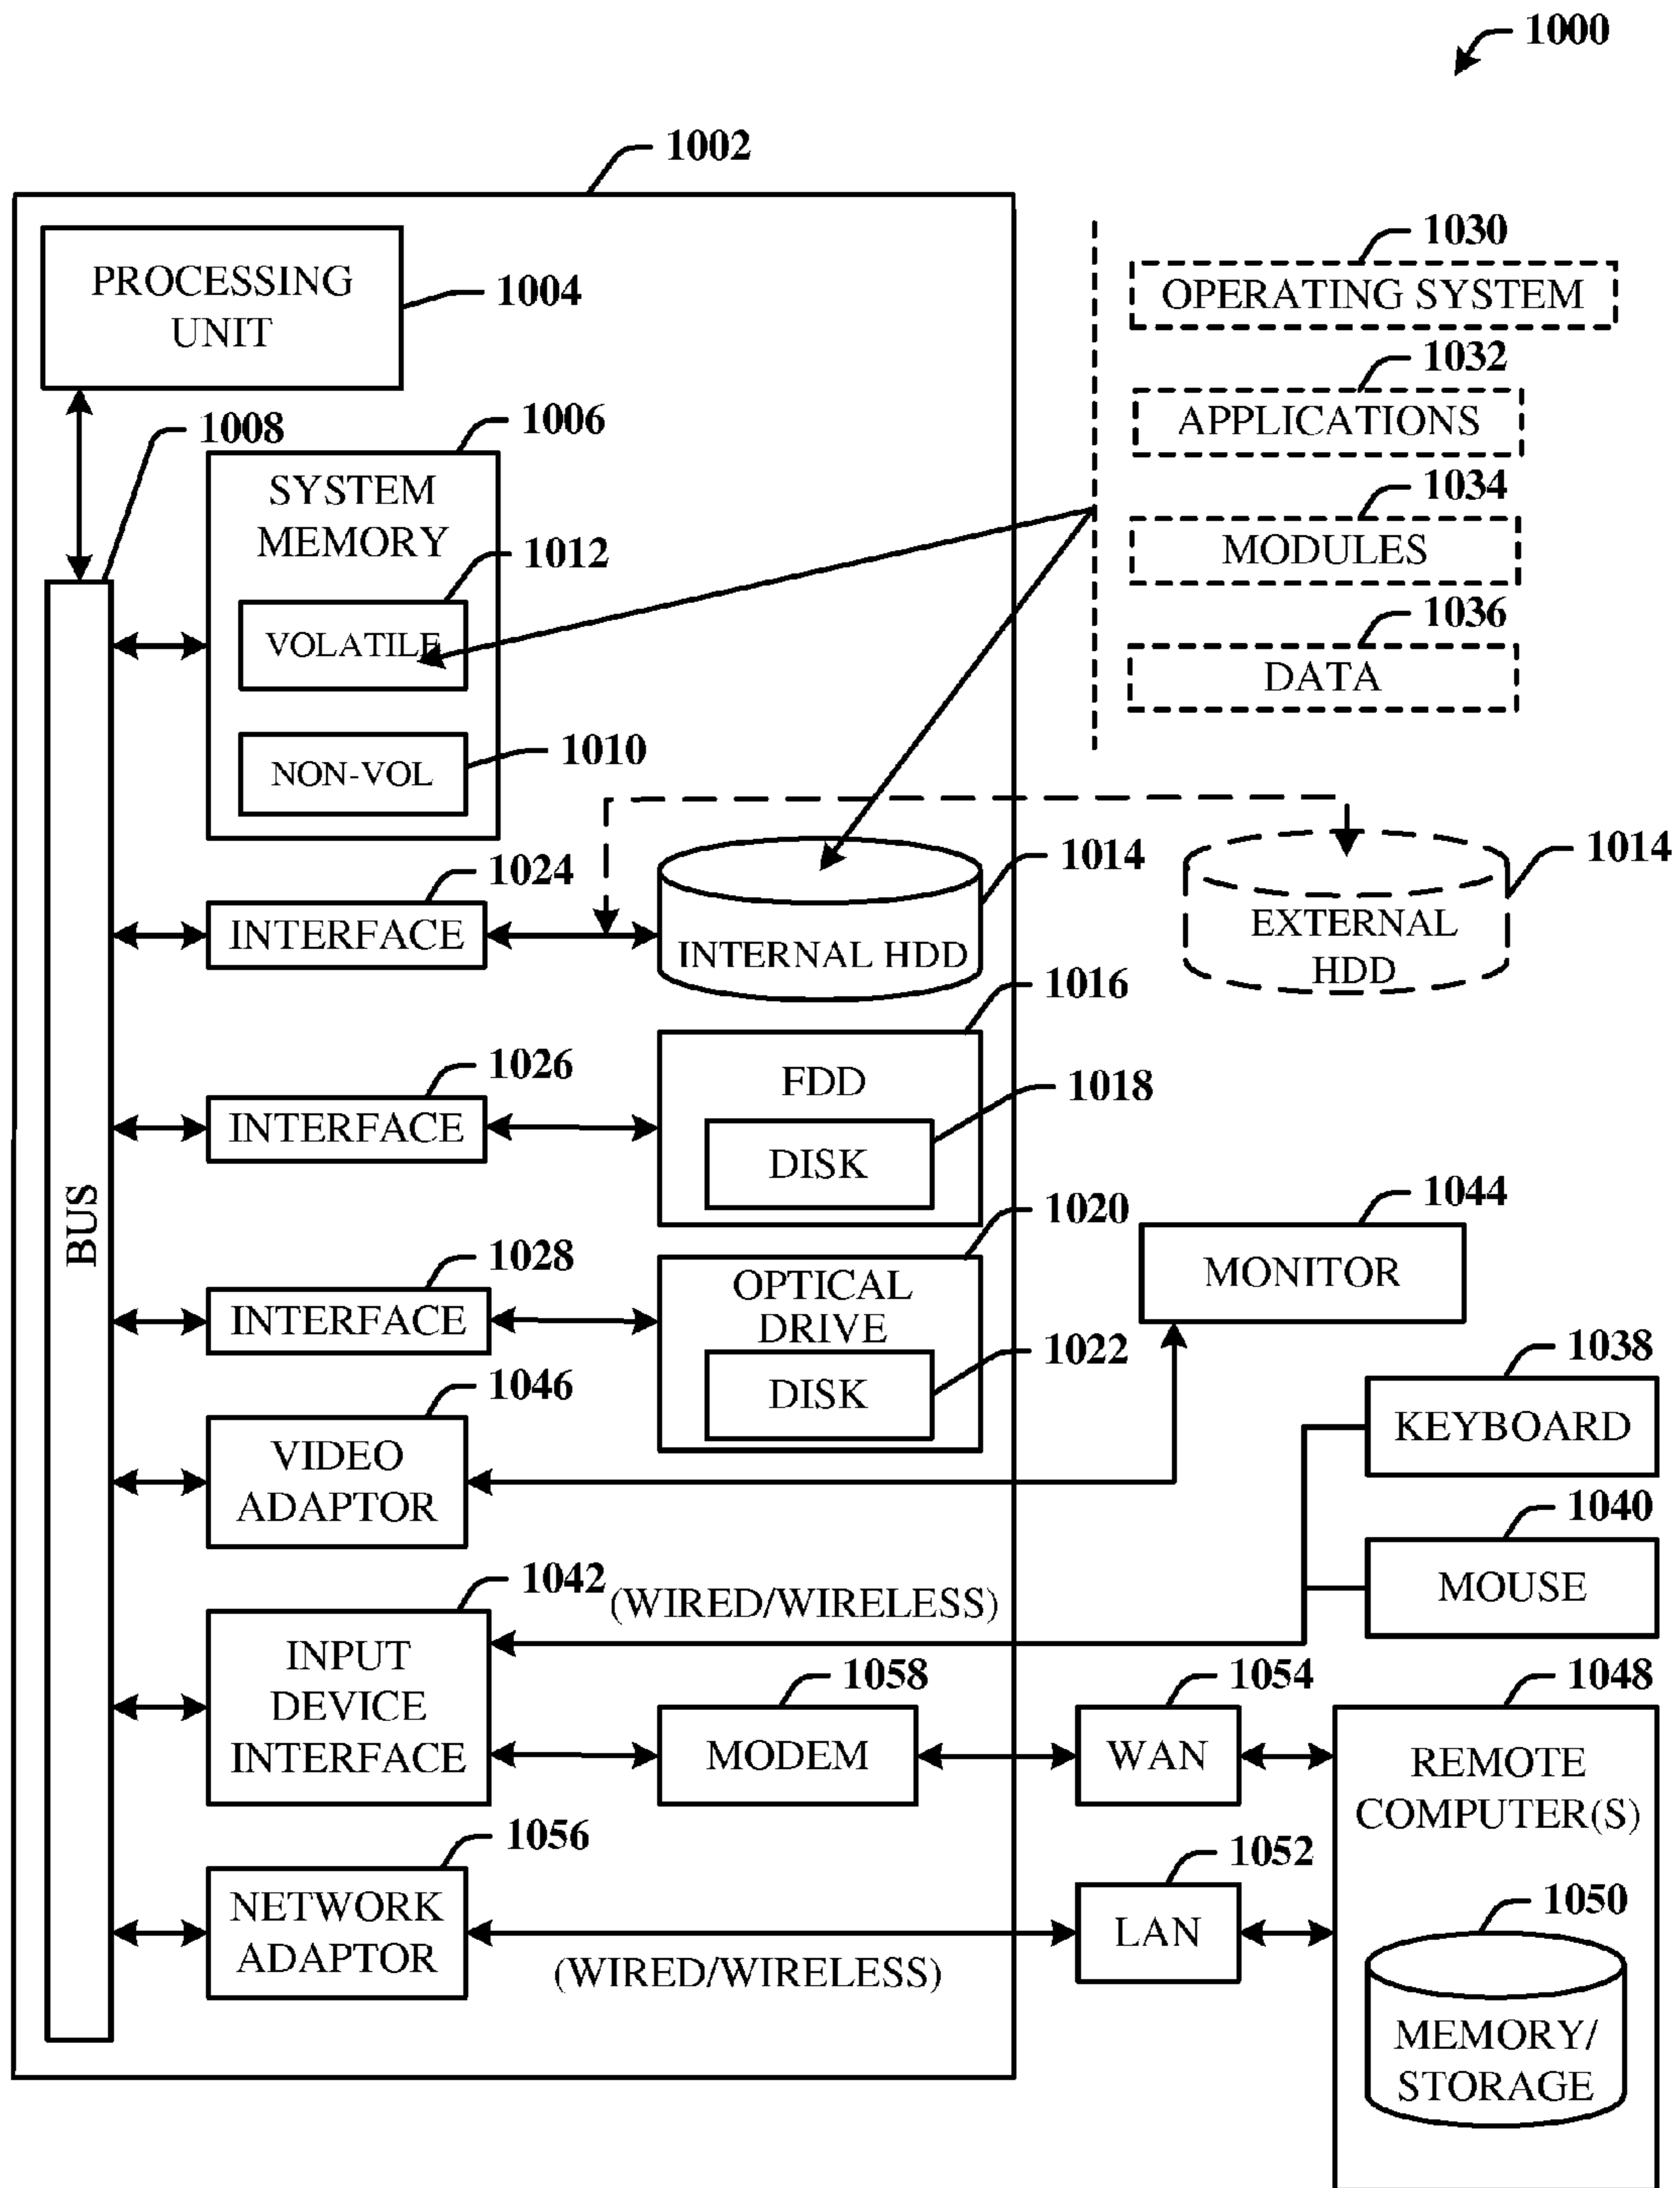 1000
1002
PROCESSING
UNIT
1004
1030
OPERATING SYSTEM
1032
APPLICATIONS
1034
MODULES
1036
DATA
1008
1006
SYSTEM
MEMORY
1012
VOLATILE
1010
NON-VOL
BUS
1024
INTERFACE
1014
INTERNAL HDD
1014
EXTERNAL
HDD
1026
INTERFACE
1016
FDD
1018
DISK
1028
INTERFACE
1020
OPTICAL
DRIVE
1022
DISK
1044
MONITOR
1046
VIDEO
ADAPTOR
1038
KEYBOARD
1040
MOUSE
1042
(WIRED/WIRELESS)
INPUT
DEVICE
INTERFACE
1058
MODEM
1054
WAN
1048
REMOTE
COMPUTER(S)
1056
NETWORK
ADAPTOR
(WIRED/WIRELESS)
1052
LAN
1050
MEMORY/
STORAGE